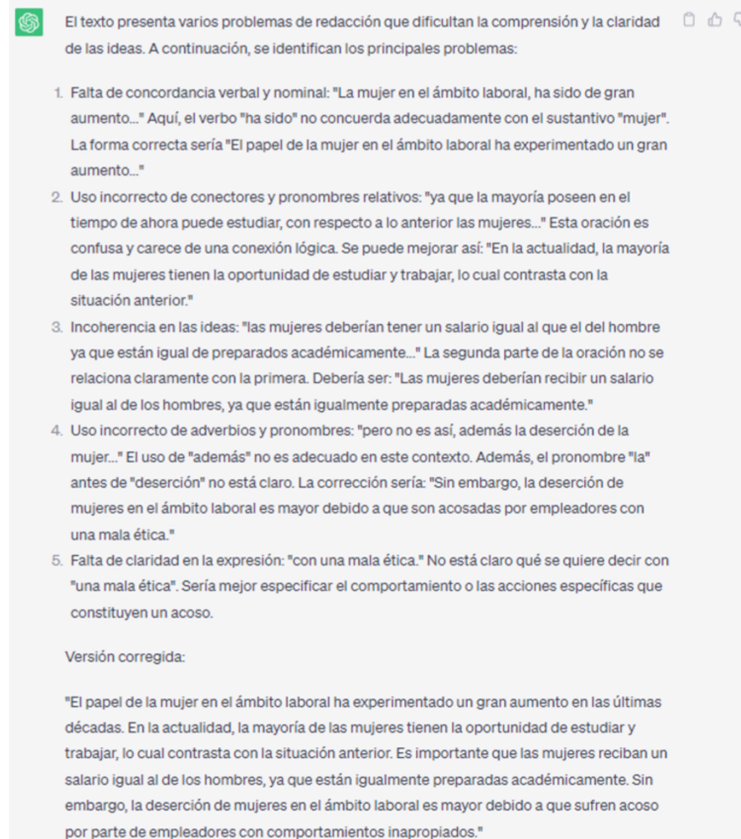 El texto presenta varios problemas de redacción que dificultan la comprensión y la claridad
de las ideas. A continuación, se identifican los principales problemas:
1. Falta de concordancia verbal y nominal: "La mujer en el ámbito laboral, ha sido de gran
aumento..." Aquí, el verbo "ha sido" no concuerda adecuadamente con el sustantivo "mujer".
La forma correcta sería "El papel de la mujer en el ámbito laboral ha experimentado un gran
aumento..."
2. Uso incorrecto de conectores y pronombres relativos: "ya que la mayoría poseen en el
tiempo de ahora puede estudiar, con respecto a lo anterior las mujeres..." Esta oración es
confusa y carece de una conexión lógica. Se puede mejorar así: "En la actualidad, la mayoría
de las mujeres tienen la oportunidad de estudiar y trabajar, lo cual contrasta con la
situación anterior."
3. Incoherencia en las ideas: "las mujeres deberían tener un salario igual al que el del hombre
ya que están igual de preparados académicamente..." La segunda parte de la oración no se
relaciona claramente con la primera. Debería ser: "Las mujeres deberían recibir un salario
igual al de los hombres, ya que están igualmente preparadas académicamente."
4. Uso incorrecto de adverbios y pronombres: "pero no es así, además la deserción de la
mujer..." El uso de "además" no es adecuado en este contexto. Además, el pronombre "la"
antes de "deserción" no está claro. La corrección sería: "Sin embargo, la deserción de
mujeres en el ámbito laboral es mayor debido a que son acosadas por empleadores con
una mala ética."
5. Falta de claridad en la expresión: "con una mala ética." No está claro qué se quiere decir con
"una mala ética". Sería mejor especificar el comportamiento o las acciones específicas que
constituyen un acoso.
Versión corregida:
"El papel de la mujer en el ámbito laboral ha experimentado un gran aumento en las últimas
décadas. En la actualidad, la mayoría de las mujeres tienen la oportunidad de estudiar y
trabajar, lo cual contrasta con la situación anterior. Es importante que las mujeres reciban un
salario igual al de los hombres, ya que están igualmente preparadas académicamente. Sin
embargo, la deserción de mujeres en el ámbito laboral es mayor debido a que sufren acoso
por parte de empleadores con comportamientos inapropiados."